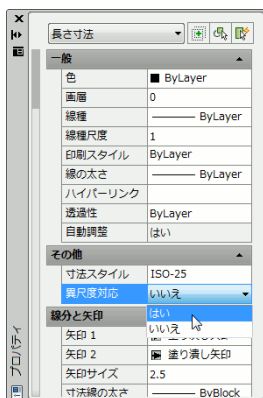 長さ寸法
一般
色 ByLayer
画層 0
線種 ByLayer
線種尺度 1
印刷スタイル ByLayer
線の太さ ByLayer
ハイパーリンク
透過性 ByLayer
自動調整 はい
その他
寸法スタイル ISO-25
異尺度対応 いいえ
はい
いいえ
線分と矢印
矢印 1
矢印 2 塗り潰し矢印
矢印サイズ 2.5
寸法線の太さ ByBlock
プロパティ